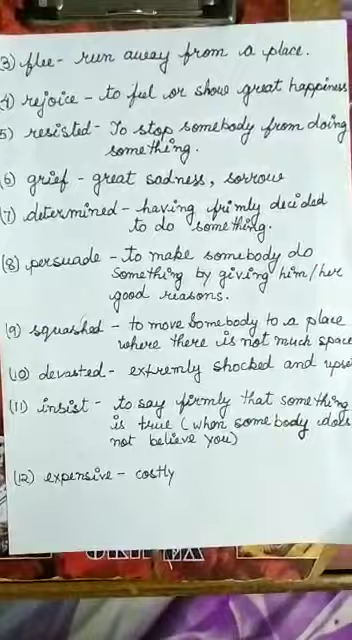 3) flee - run away from a place.
4) rejoice - to feel or show great happiness
5) resisted - To stop somebody from doing
something.
(6) grief - great sadness, sorrow
(7) determined - having frimly decided
to do something.
(8) persuade - to make somebody do
something by giving him/her
good reasons.
(9) squashed - to move somebody to a place
where there is not much space
(10) devasted - extremly shocked and upse
(11) insist - to say firmly that something
is true (when somebody does
not believe you)
(12) expensive - costly